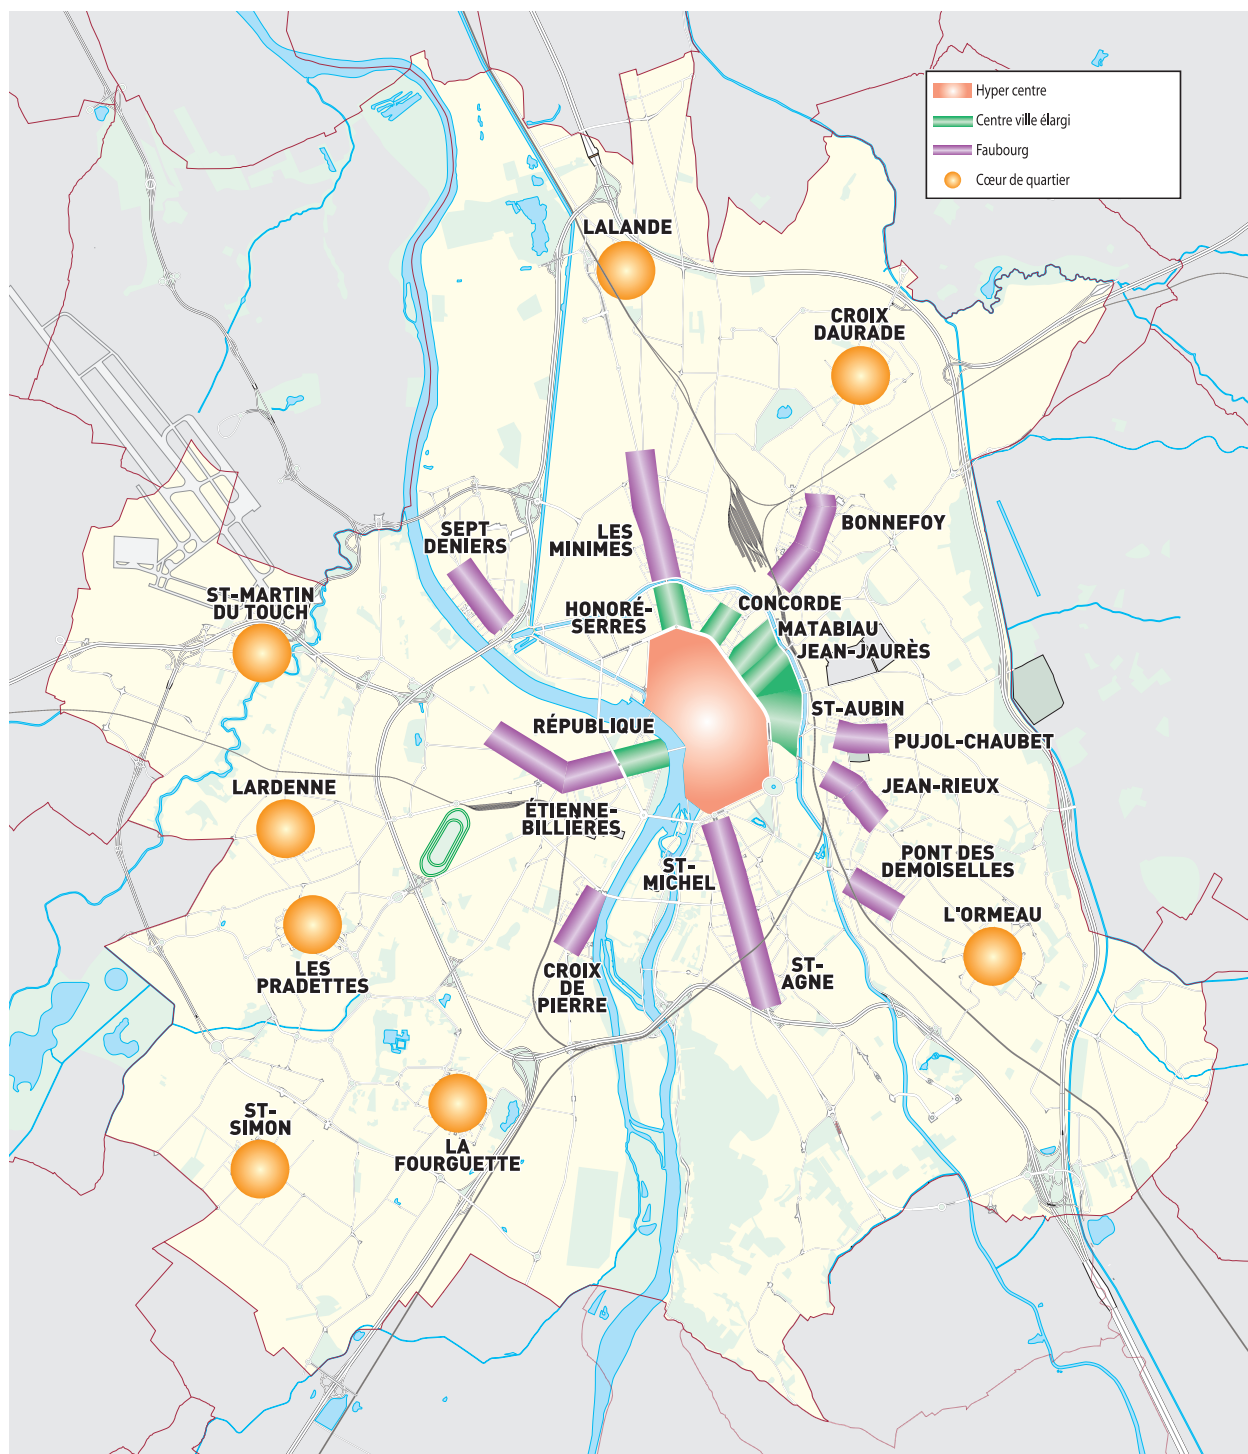 Hyper centre
Centre ville élargi
Faubourg
Cœur de quartier
LALANDE
CROIX
DAURADE
SEPT
DENIERS
LES
MINIMES
BONNEFOY
ST-MARTIN
DU TOUCH
HONORÉ-
SERRES
CONCORDE
MATABIAU
JEAN-JAURÈS
ST-AUBIN
RÉPUBLIQUE
PUJOL-CHAUBET
LARDENNE
JEAN-RIEUX
ÉTIENNE-
BILLIÈRES
ST-
MICHEL
PONT DES
DEMOISELLES
L'ORMEAU
LES
PRADETTES
CROIX
DE
PIERRE
ST-
AGNE
ST-
SIMON
LA
FOURGUETTE